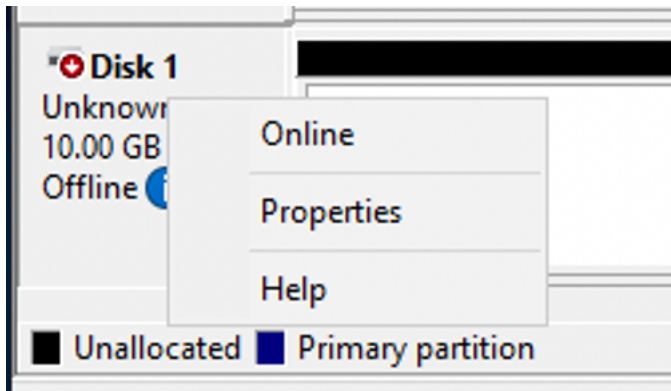 Disk 1
Unknown
10.00 GB
Offline
Online
Properties
Help
Unallocated Primary partition